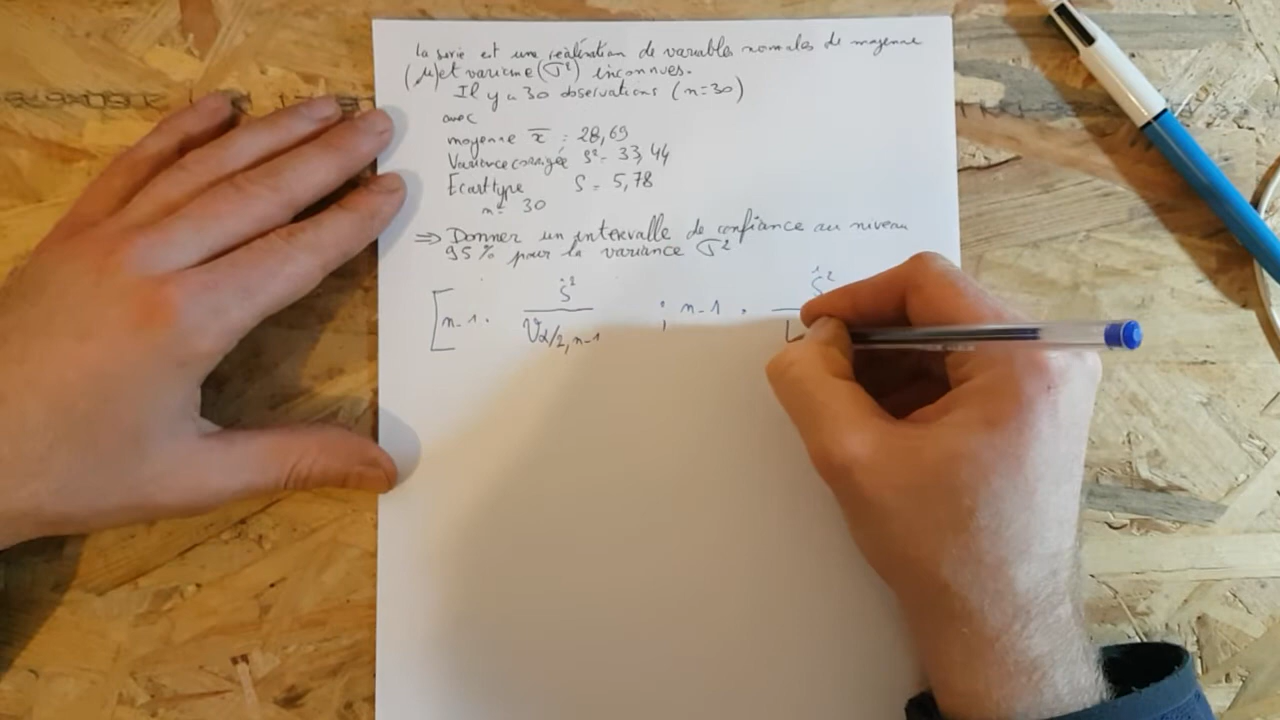 la série est une réalisation de variables normales de moyenne
(μ) et variance (σ²) inconnues.
Il y a 30 observations (n=30)
avec
moyenne x̄ : 28,69
Variance corrigée S² = 33,44
Ecart type S = 5,78
n = 30
⇒ Donner un intervalle de confiance au niveau
95% pour la variance σ²
[n-1 · S²/Vα/2,n-1 ; n-1 · S²